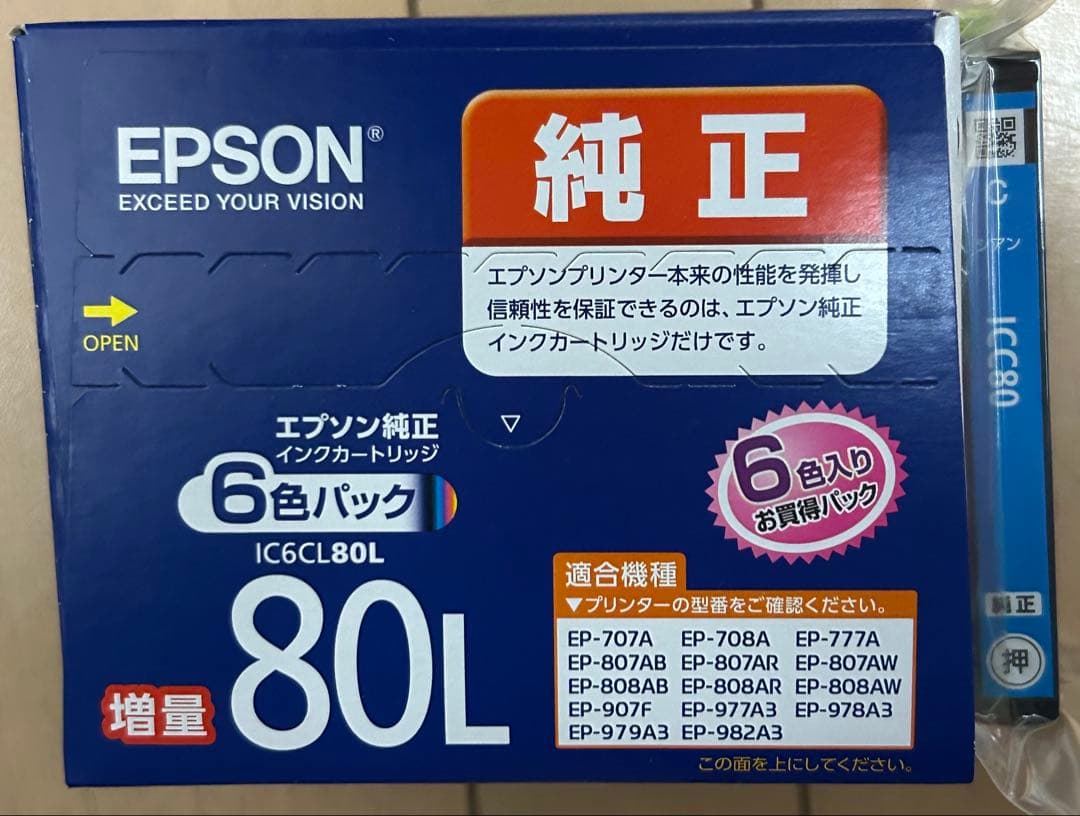 EPSON®
EXCEED YOUR VISION
純正
エプソンプリンター本来の性能を発揮し
信頼性を保証できるのは、エプソン純正
インクカートリッジだけです。
OPEN
エプソン純正
インクカートリッジ
6色パック
IC6CL80L
増量
80L
6色入り
お買得パック
適合機種
▼プリンターの型番をご確認ください。
EP-707A EP-708A EP-777A
EP-807AB EP-807AR EP-807AW
EP-808AB EP-808AR EP-808AW
EP-907F EP-977A3 EP-978A3
EP-979A3 EP-982A3
この面を上にしてください。
C
シアン
ICC80
純正
押